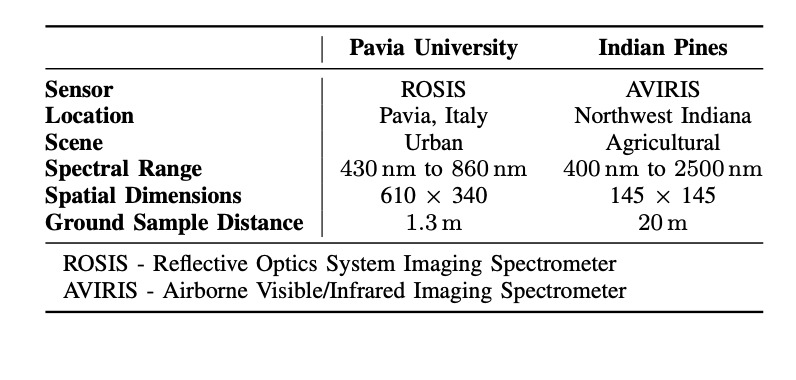 Pavia University Indian Pines
Sensor ROSIS AVIRIS
Location Pavia, Italy Northwest Indiana
Scene Urban Agricultural
Spectral Range 430 nm to 860 nm 400 nm to 2500 nm
Spatial Dimensions 610 × 340 145 × 145
Ground Sample Distance 1.3 m 20 m
ROSIS - Reflective Optics System Imaging Spectrometer
AVIRIS - Airborne Visible/Infrared Imaging Spectrometer